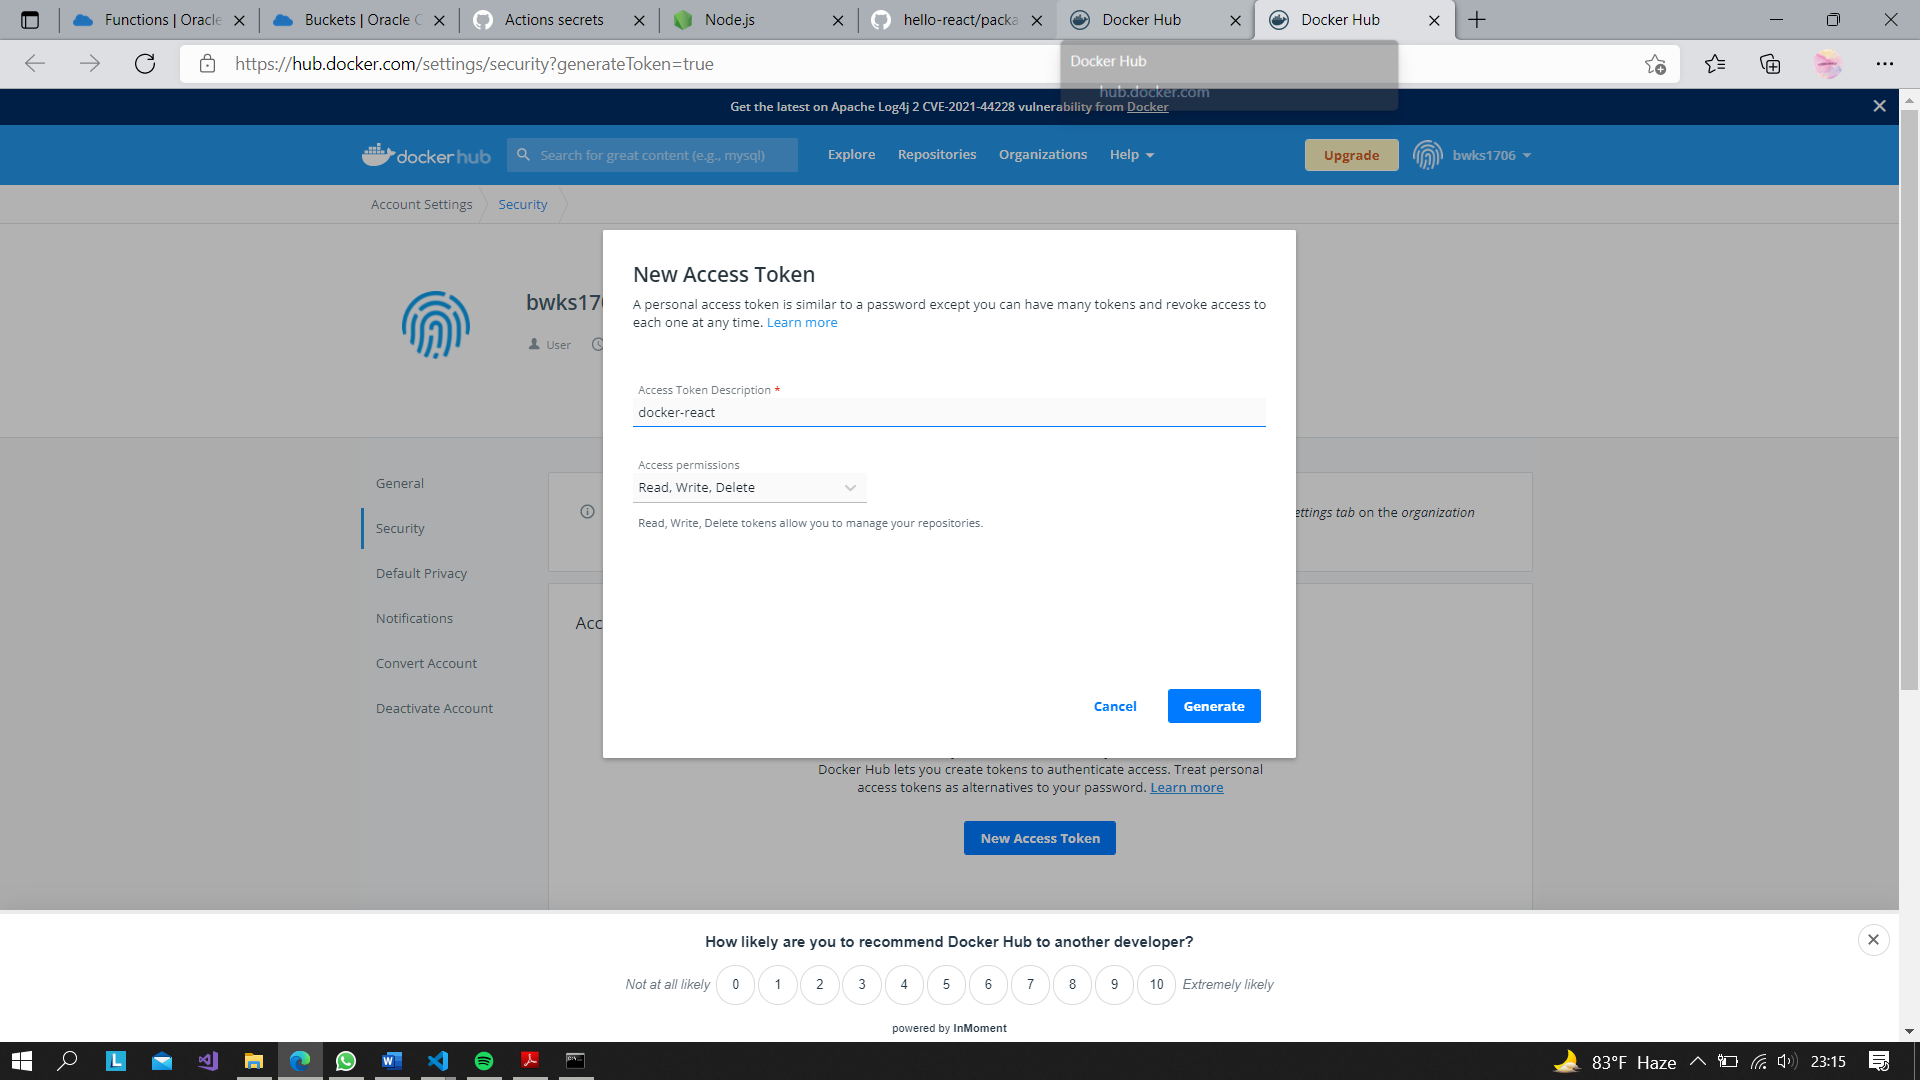 Functions | Oracle
Buckets | Oracle C
Actions secrets
Node.js
hello-react/packa
Docker Hub
Docker Hub
https://hub.docker.com/settings/security?generateToken=true
Docker Hub
hub.docker.com
Get the latest on Apache Log4j 2 CVE-2021-44228 vulnerability from Docker
docker hub
Search for great content (e.g., mysql)
Explore
Repositories
Organizations
Help
Upgrade
bwks1706
Account Settings
Security
bwks170
User
New Access Token
A personal access token is similar to a password except you can have many tokens and revoke access to
each one at any time. Learn more
Access Token Description *
docker-react
Access permissions
Read, Write, Delete
Read, Write, Delete tokens allow you to manage your repositories.
Cancel
Generate
General
Security
Default Privacy
Notifications
Convert Account
Deactivate Account
ettings tab on the organization
Acc
Docker Hub lets you create tokens to authenticate access. Treat personal
access tokens as alternatives to your password. Learn more
New Access Token
How likely are you to recommend Docker Hub to another developer?
Not at all likely 0 1 2 3 4 5 6 7 8 9 10 Extremely likely
powered by InMoment
83°F Haze
23:15